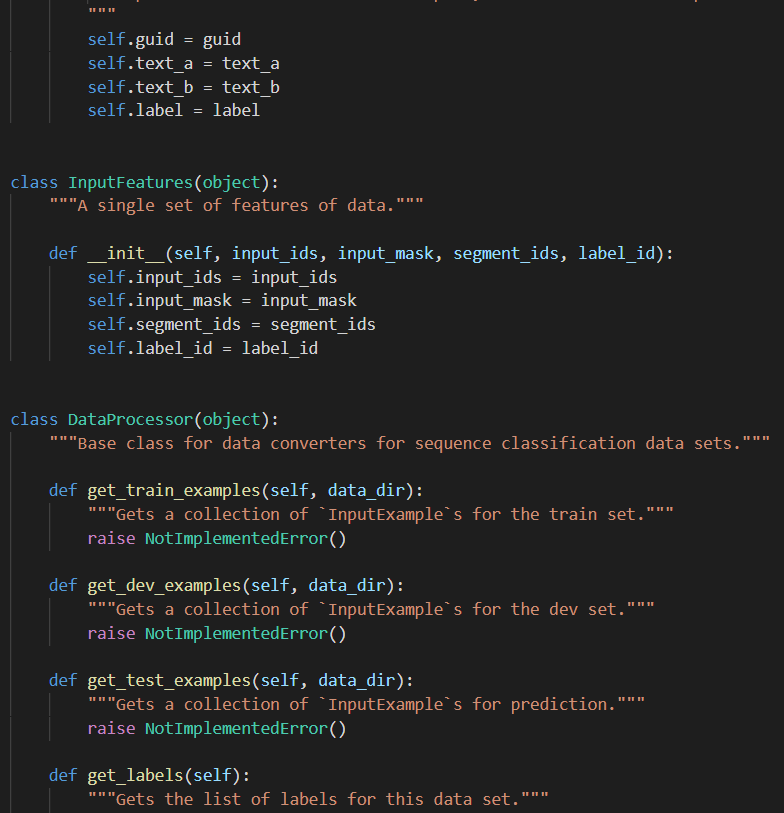 """
self.guid = guid
self.text_a = text_a
self.text_b = text_b
self.label = label
class InputFeatures(object):
"""A single set of features of data."""
def __init__(self, input_ids, input_mask, segment_ids, label_id):
self.input_ids = input_ids
self.input_mask = input_mask
self.segment_ids = segment_ids
self.label_id = label_id
class DataProcessor(object):
"""Base class for data converters for sequence classification data sets."""
def get_train_examples(self, data_dir):
"""Gets a collection of `InputExample`s for the train set."""
raise NotImplementedError()
def get_dev_examples(self, data_dir):
"""Gets a collection of `InputExample`s for the dev set."""
raise NotImplementedError()
def get_test_examples(self, data_dir):
"""Gets a collection of `InputExample`s for prediction."""
raise NotImplementedError()
def get_labels(self):
"""Gets the list of labels for this data set."""